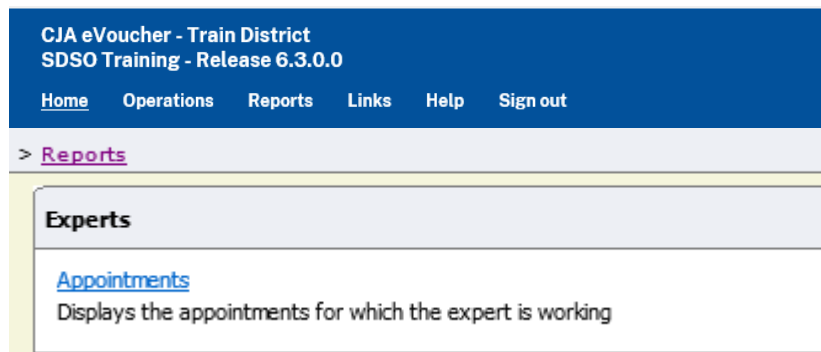 CJA eVoucher - Train District
SDSO Training - Release 6.3.0.0
Home Operations Reports Links Help Sign out
> Reports
Experts
Appointments
Displays the appointments for which the expert is working